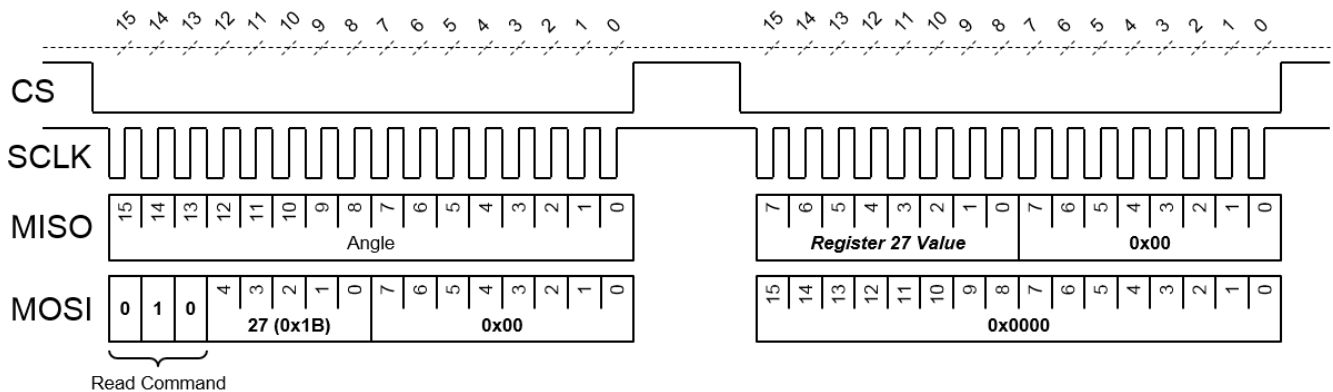 15 14 13 12 11 10 9 8 7 6 5 4 3 2 1 0 15 14 13 12 11 10 9 8 7 6 5 4 3 2 1 0
CS
SCLK
MISO 15 14 13 12 11 10 9 8 7 6 5 4 3 2 1 0 7 6 5 4 3 2 1 0 7 6 5 4 3 2 1 0
Angle Register 27 Value 0x00
MOSI 0 1 0 4 3 2 1 0 7 6 5 4 3 2 1 0 15 14 13 12 11 10 9 8 7 6 5 4 3 2 1 0
27 (0x1B) 0x00 0x0000
Read Command